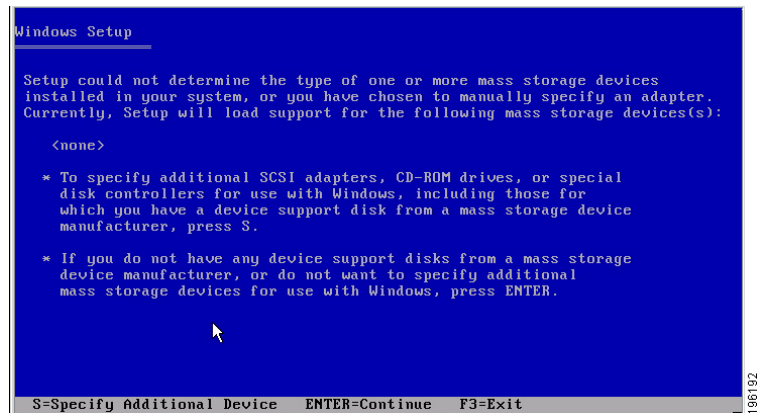 Windows Setup
Setup could not determine the type of one or more mass storage devices
installed in your system, or you have chosen to manually specify an adapter.
Currently, Setup will load support for the following mass storage devices(s):
<none>
* To specify additional SCSI adapters, CD-ROM drives, or special
disk controllers for use with Windows, including those for
which you have a device support disk from a mass storage device
manufacturer, press S.
* If you do not have any device support disks from a mass storage
device manufacturer, or do not want to specify additional
mass storage devices for use with Windows, press ENTER.
S=Specify Additional Device ENTER=Continue F3=Exit
196192